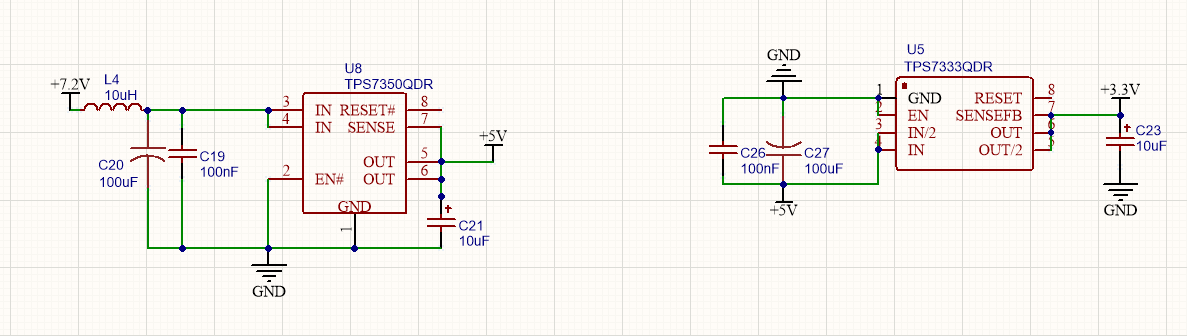 +7.2V
L4
10uH
C20
100uF
C19
100nF
U8
TPS7350QDR
3
IN
RESET#
8
4
IN
SENSE
7
+5V
OUT
5
2
EN#
OUT
6
GND
1
C21
10uF
GND
GND
U5
TPS7333QDR
1
GND
RESET
8
2
EN
SENSEFB
7
3
IN/2
OUT
6
4
IN
OUT/2
5
C26
100nF
C27
100uF
+5V
+3.3V
C23
10uF
GND